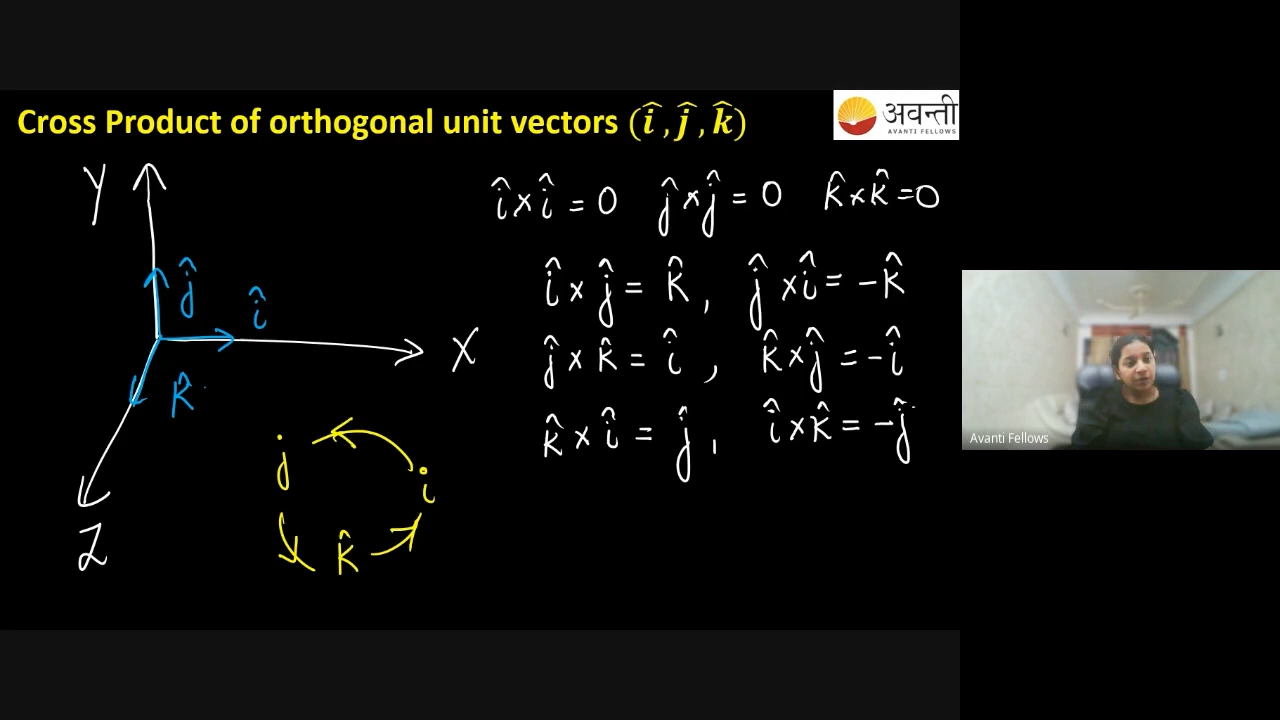 Cross Product of orthogonal unit vectors (î, ĵ, k̂)
अवन्ती
AVANTI FELLOWS
Y
ĵ
î
X
k̂
Z
j
i
k̂
î × î = 0 ĵ × ĵ = 0 k̂ × k̂ = 0
î × ĵ = k̂, ĵ × î = -k̂
ĵ × k̂ = î, k̂ × ĵ = -î
k̂ × î = ĵ, î × k̂ = -ĵ
Avanti Fellows